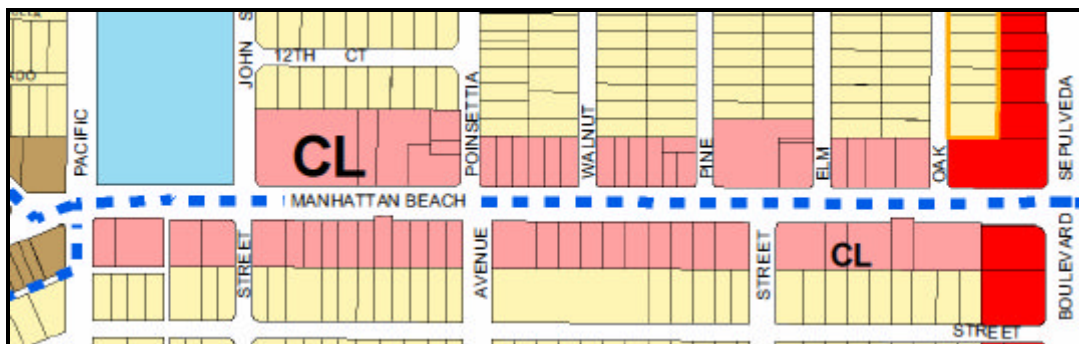 12TH CT
JOHN S
PACIFIC
CL
POINSETTIA
WALNUT
PINE
ELM
OAK
SEPULVEDA
MANHATTAN BEACH
STREET
AVENUE
STREET
CL
BOULEVARD
STREET